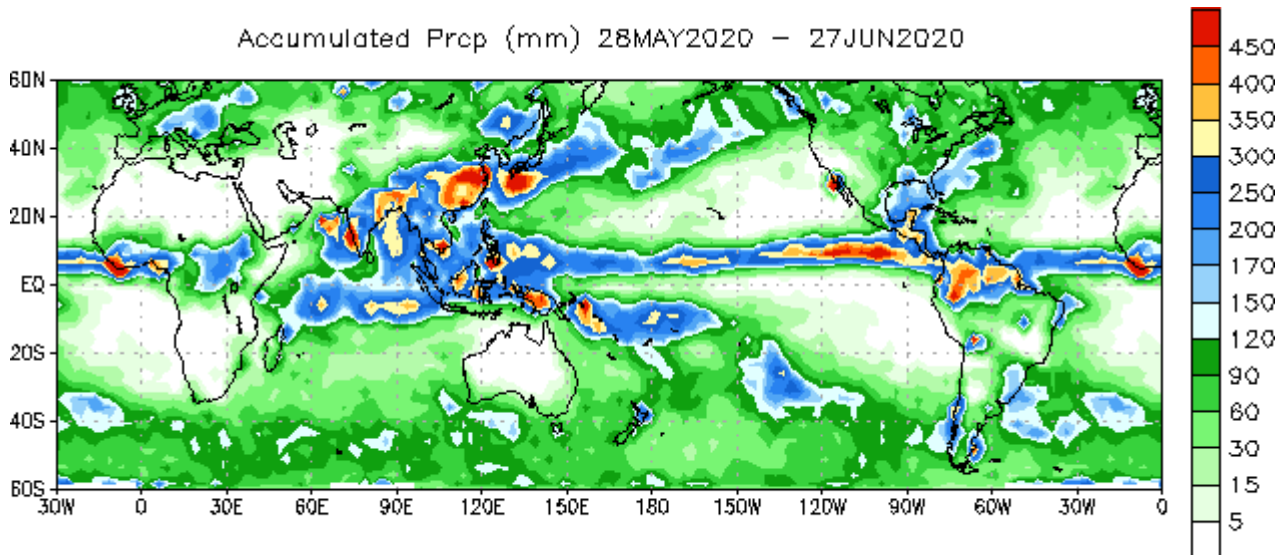 Accumulated Prcp (mm) 28MAY2020 – 27JUN2020
60N
40N
20N
EQ
20S
40S
60S
30W 0 30E 60E 90E 120E 150E 180 150W 120W 90W 60W 30W 0
450
400
350
300
250
200
170
150
120
90
60
30
15
5